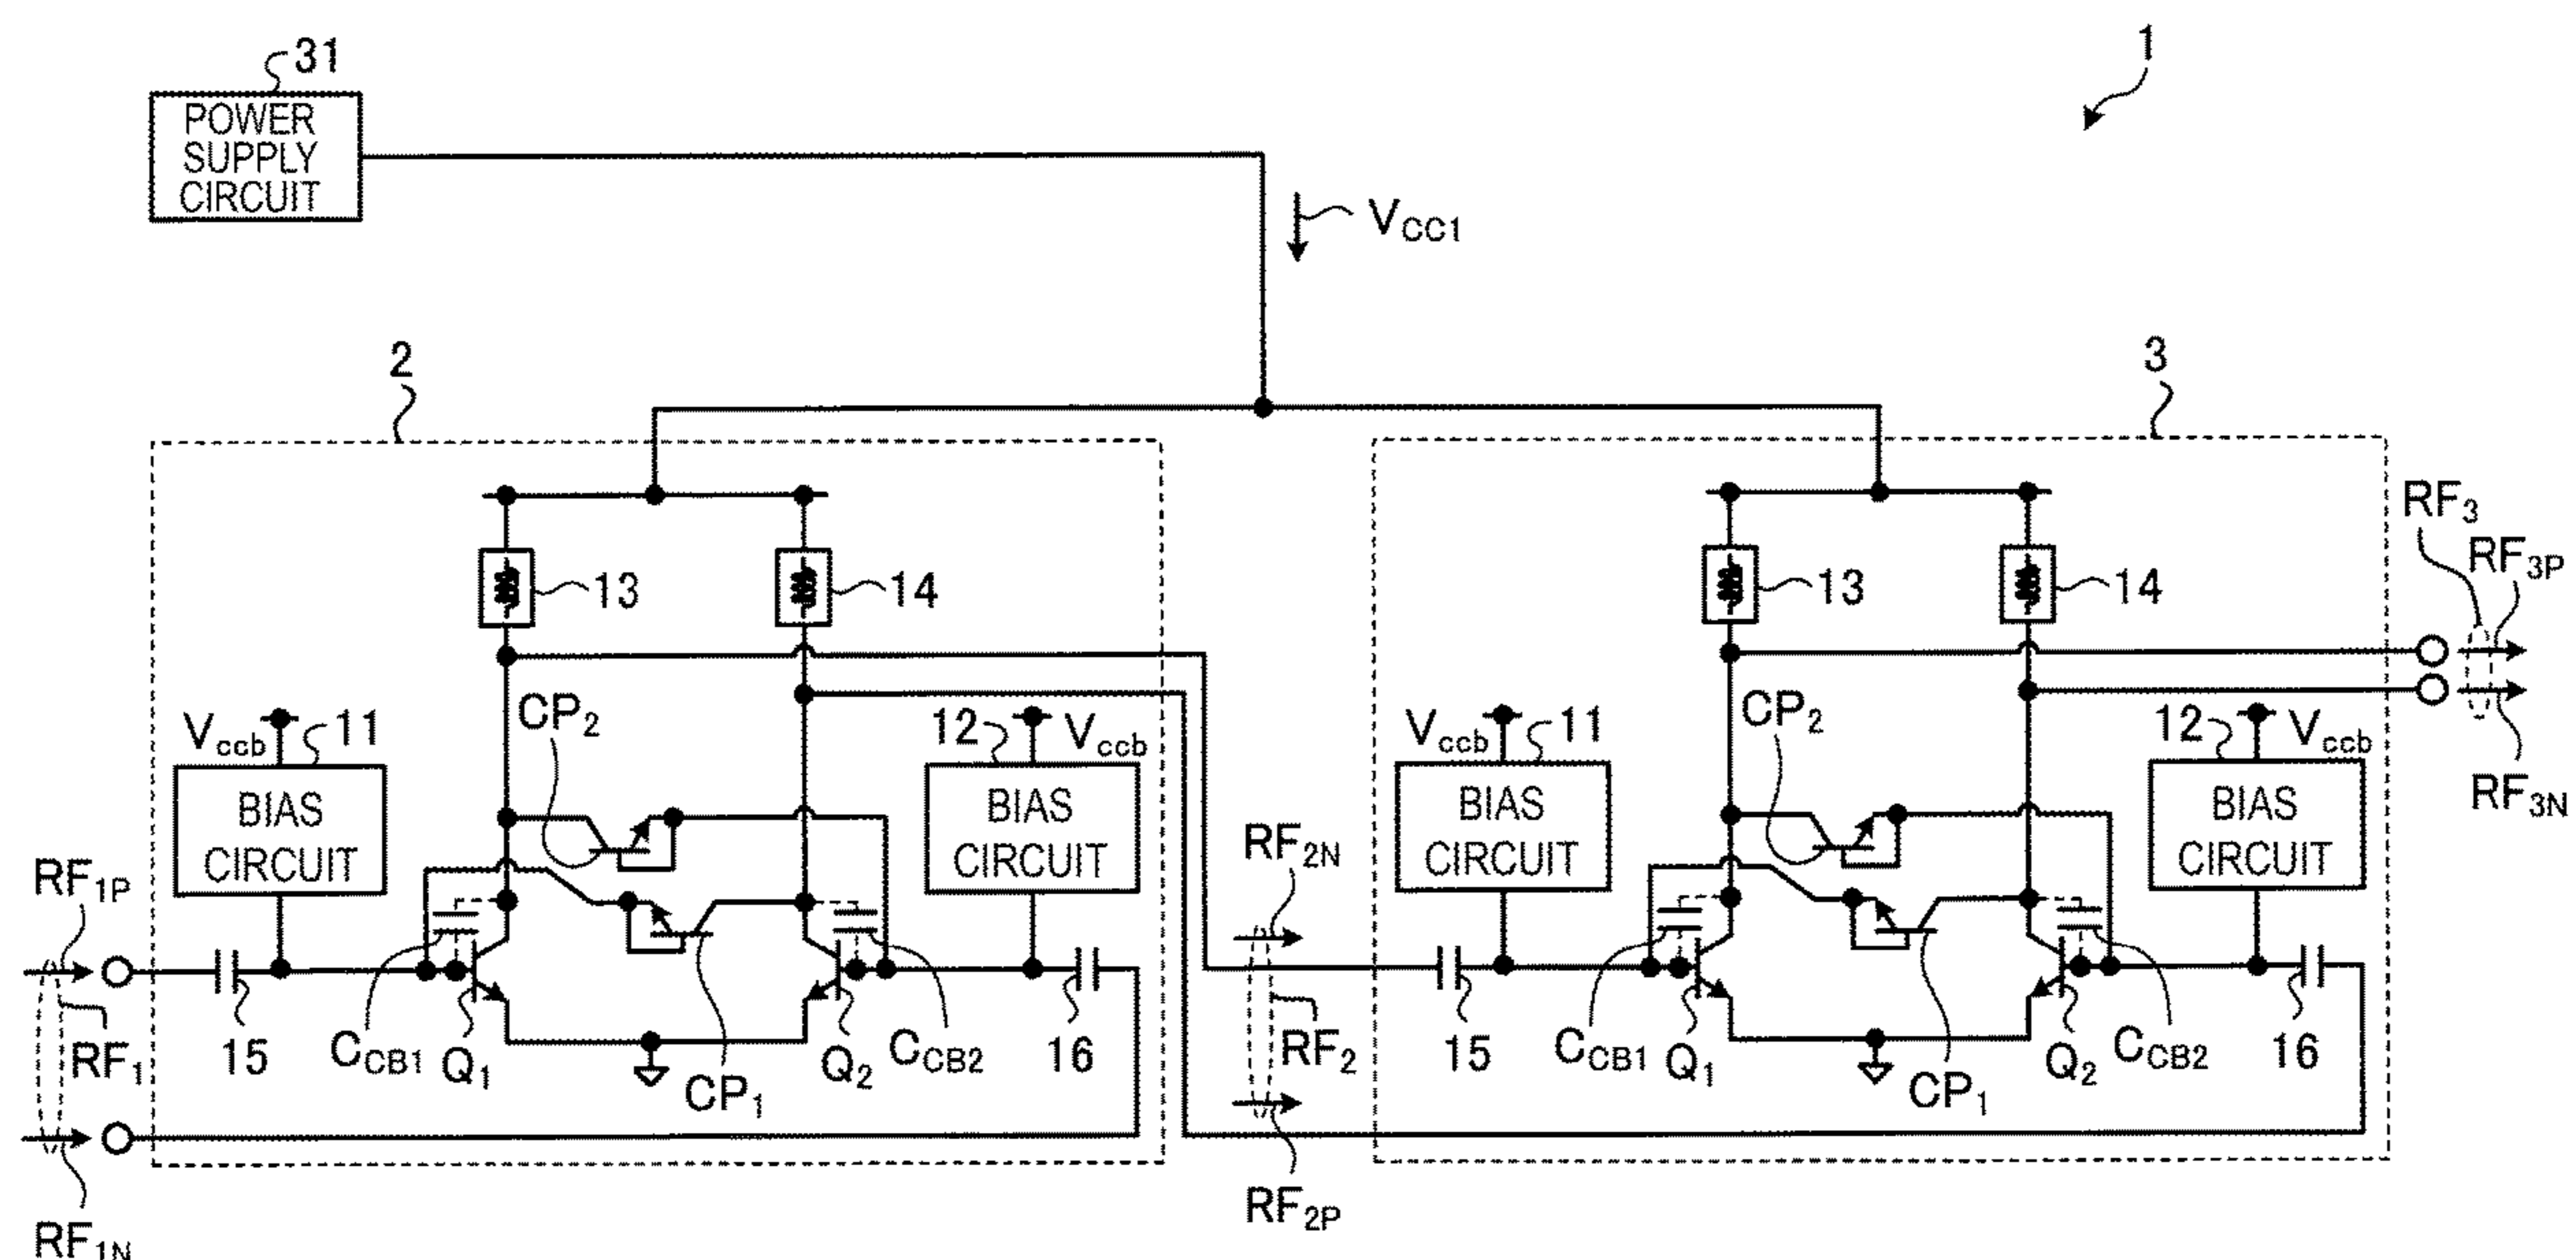 31
POWER
SUPPLY
CIRCUIT
1
VCC1
2
3
13
14
13
14
RF3
RF3P
RF3N
CP2
CP2
Vccb
11
12
Vccb
Vccb
11
12
Vccb
BIAS
CIRCUIT
BIAS
CIRCUIT
BIAS
CIRCUIT
BIAS
CIRCUIT
RF1P
RF2N
RF1
15
CCB1
Q1
CP1
Q2
CCB2
16
RF2
15
CCB1
Q1
CP1
Q2
CCB2
16
RF1N
RF2P